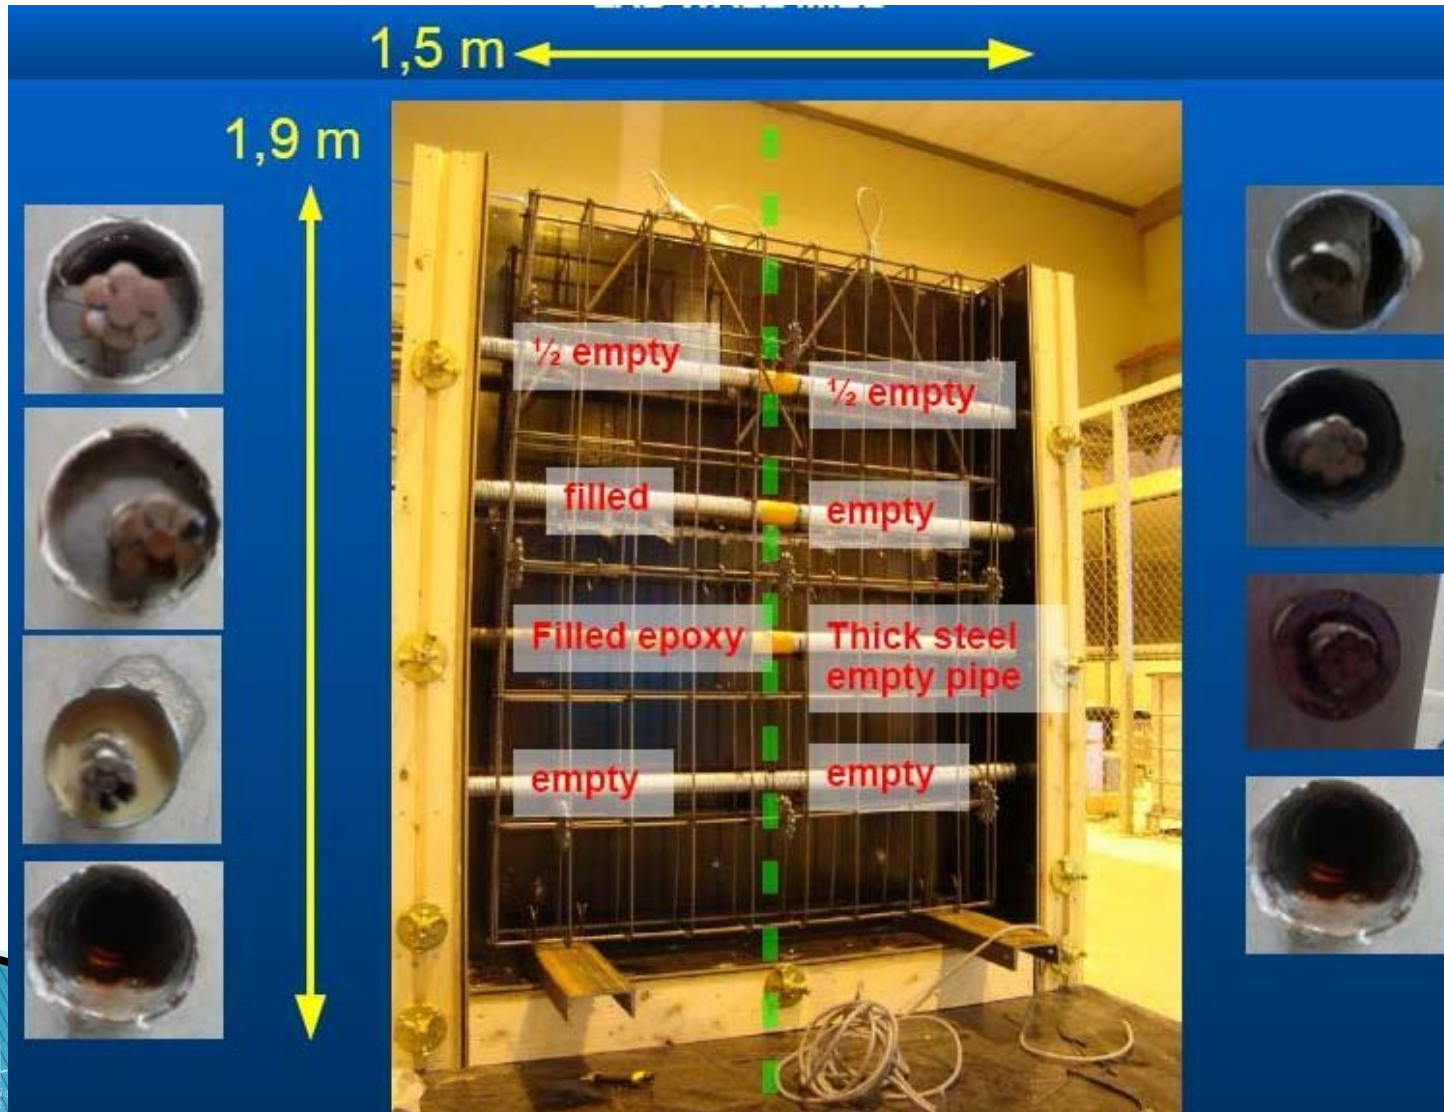 1,5 m
1,9 m
½ empty
½ empty
filled
empty
Filled epoxy
Thick steel
empty pipe
empty
empty